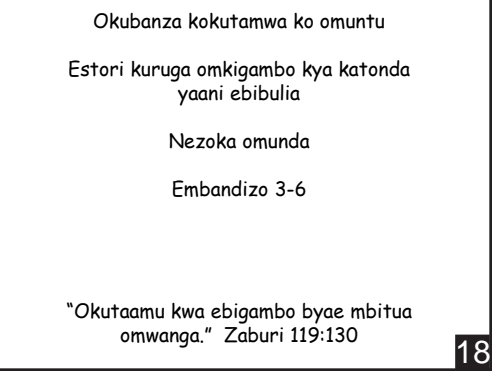 Okubanza kokutamwa ko omuntu
Estori kuruga omkigambo kya katonda
yaani ebibulia
Nezoka omunda
Embandizo 3-6
“Okutaamu kwa ebigambo byae mbitua
omwanga.” Zaburi 119:130
18